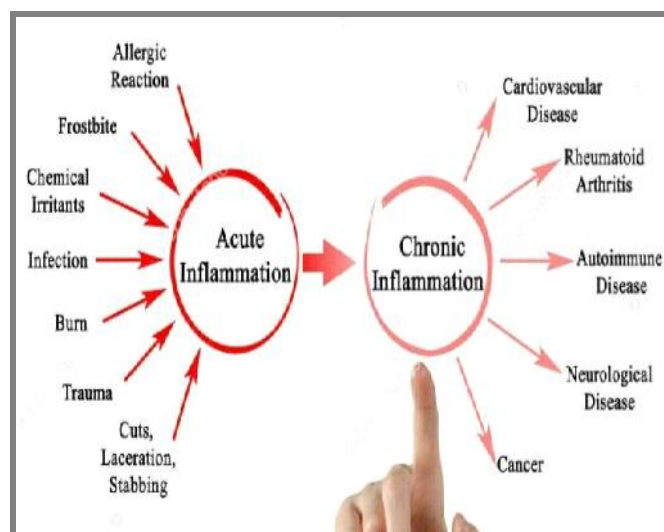 Allergic
Reaction
Frostbite
Chemical
Irritants
Infection
Burn
Trauma
Cuts,
Laceration,
Stabbing
Acute
Inflammation
Chronic
Inflammation
Cardiovascular
Disease
Rheumatoid
Arthritis
Autoimmune
Disease
Neurological
Disease
Cancer